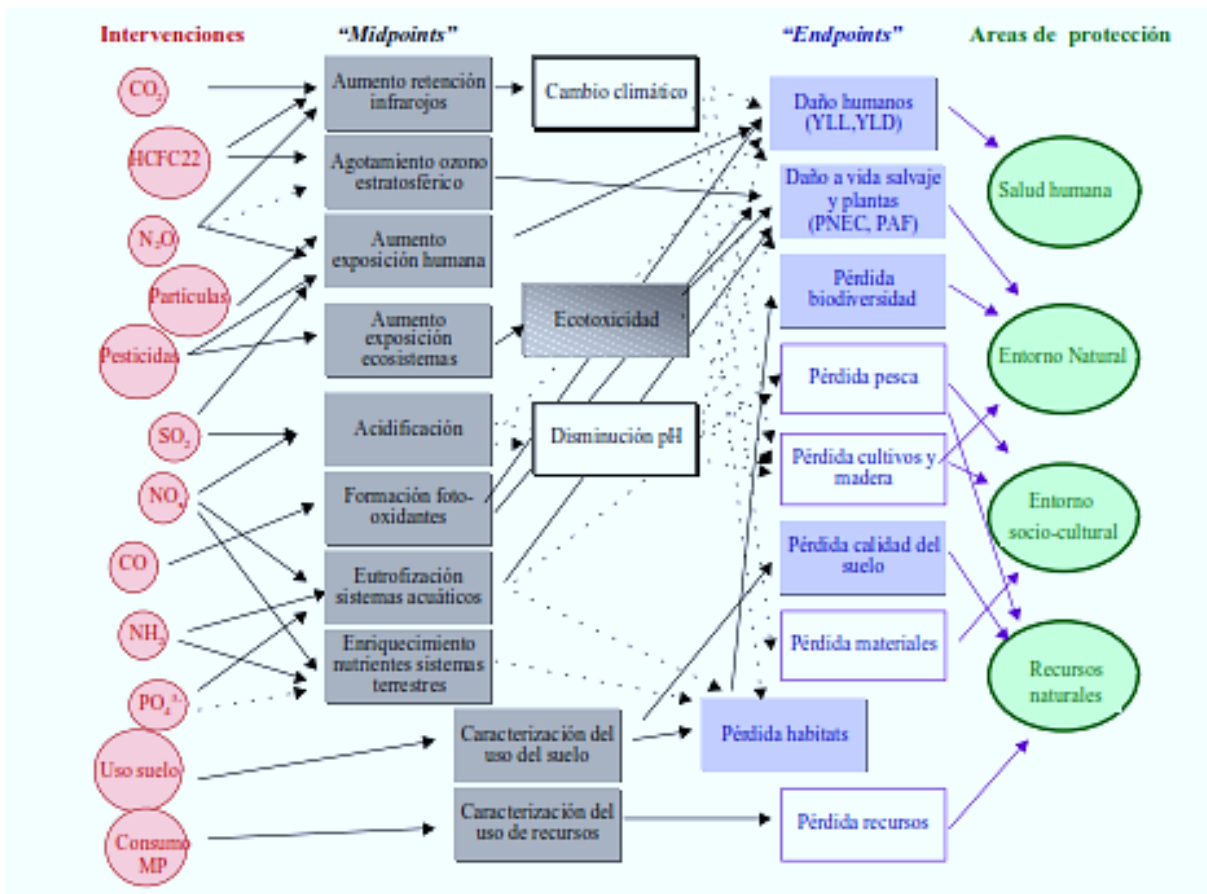 Intervenciones
“Midpoints”
“Endpoints”
Areas de protección
CO₂
HCFC22
N₂O
Partículas
Pesticidas
SO₂
NOₓ
CO
NH₃
PO₄³⁻
Uso suelo
Consumo
MP
Aumento retención
infrarojos
Agotamiento ozono
estratosférico
Aumento
exposición humana
Aumento
exposición
ecosistemas
Acidificación
Formación foto-
oxidantes
Eutrofización
sistemas acuáticos
Enriquecimiento
nutrientes sistemas
terrestres
Caracterización del
uso del suelo
Caracterización del
uso de recursos
Cambio climático
Ecotoxicidad
Disminución pH
Daño humanos
(YLL,YLD)
Daño a vida salvaje
y plantas
(PNEC, PAF)
Pérdida
biodiversidad
Pérdida pesca
Pérdida cultivos y
madera
Pérdida calidad del
suelo
Pérdida materiales
Pérdida habitats
Pérdida recursos
Salud humana
Entorno Natural
Entorno
socio-cultural
Recursos
naturales